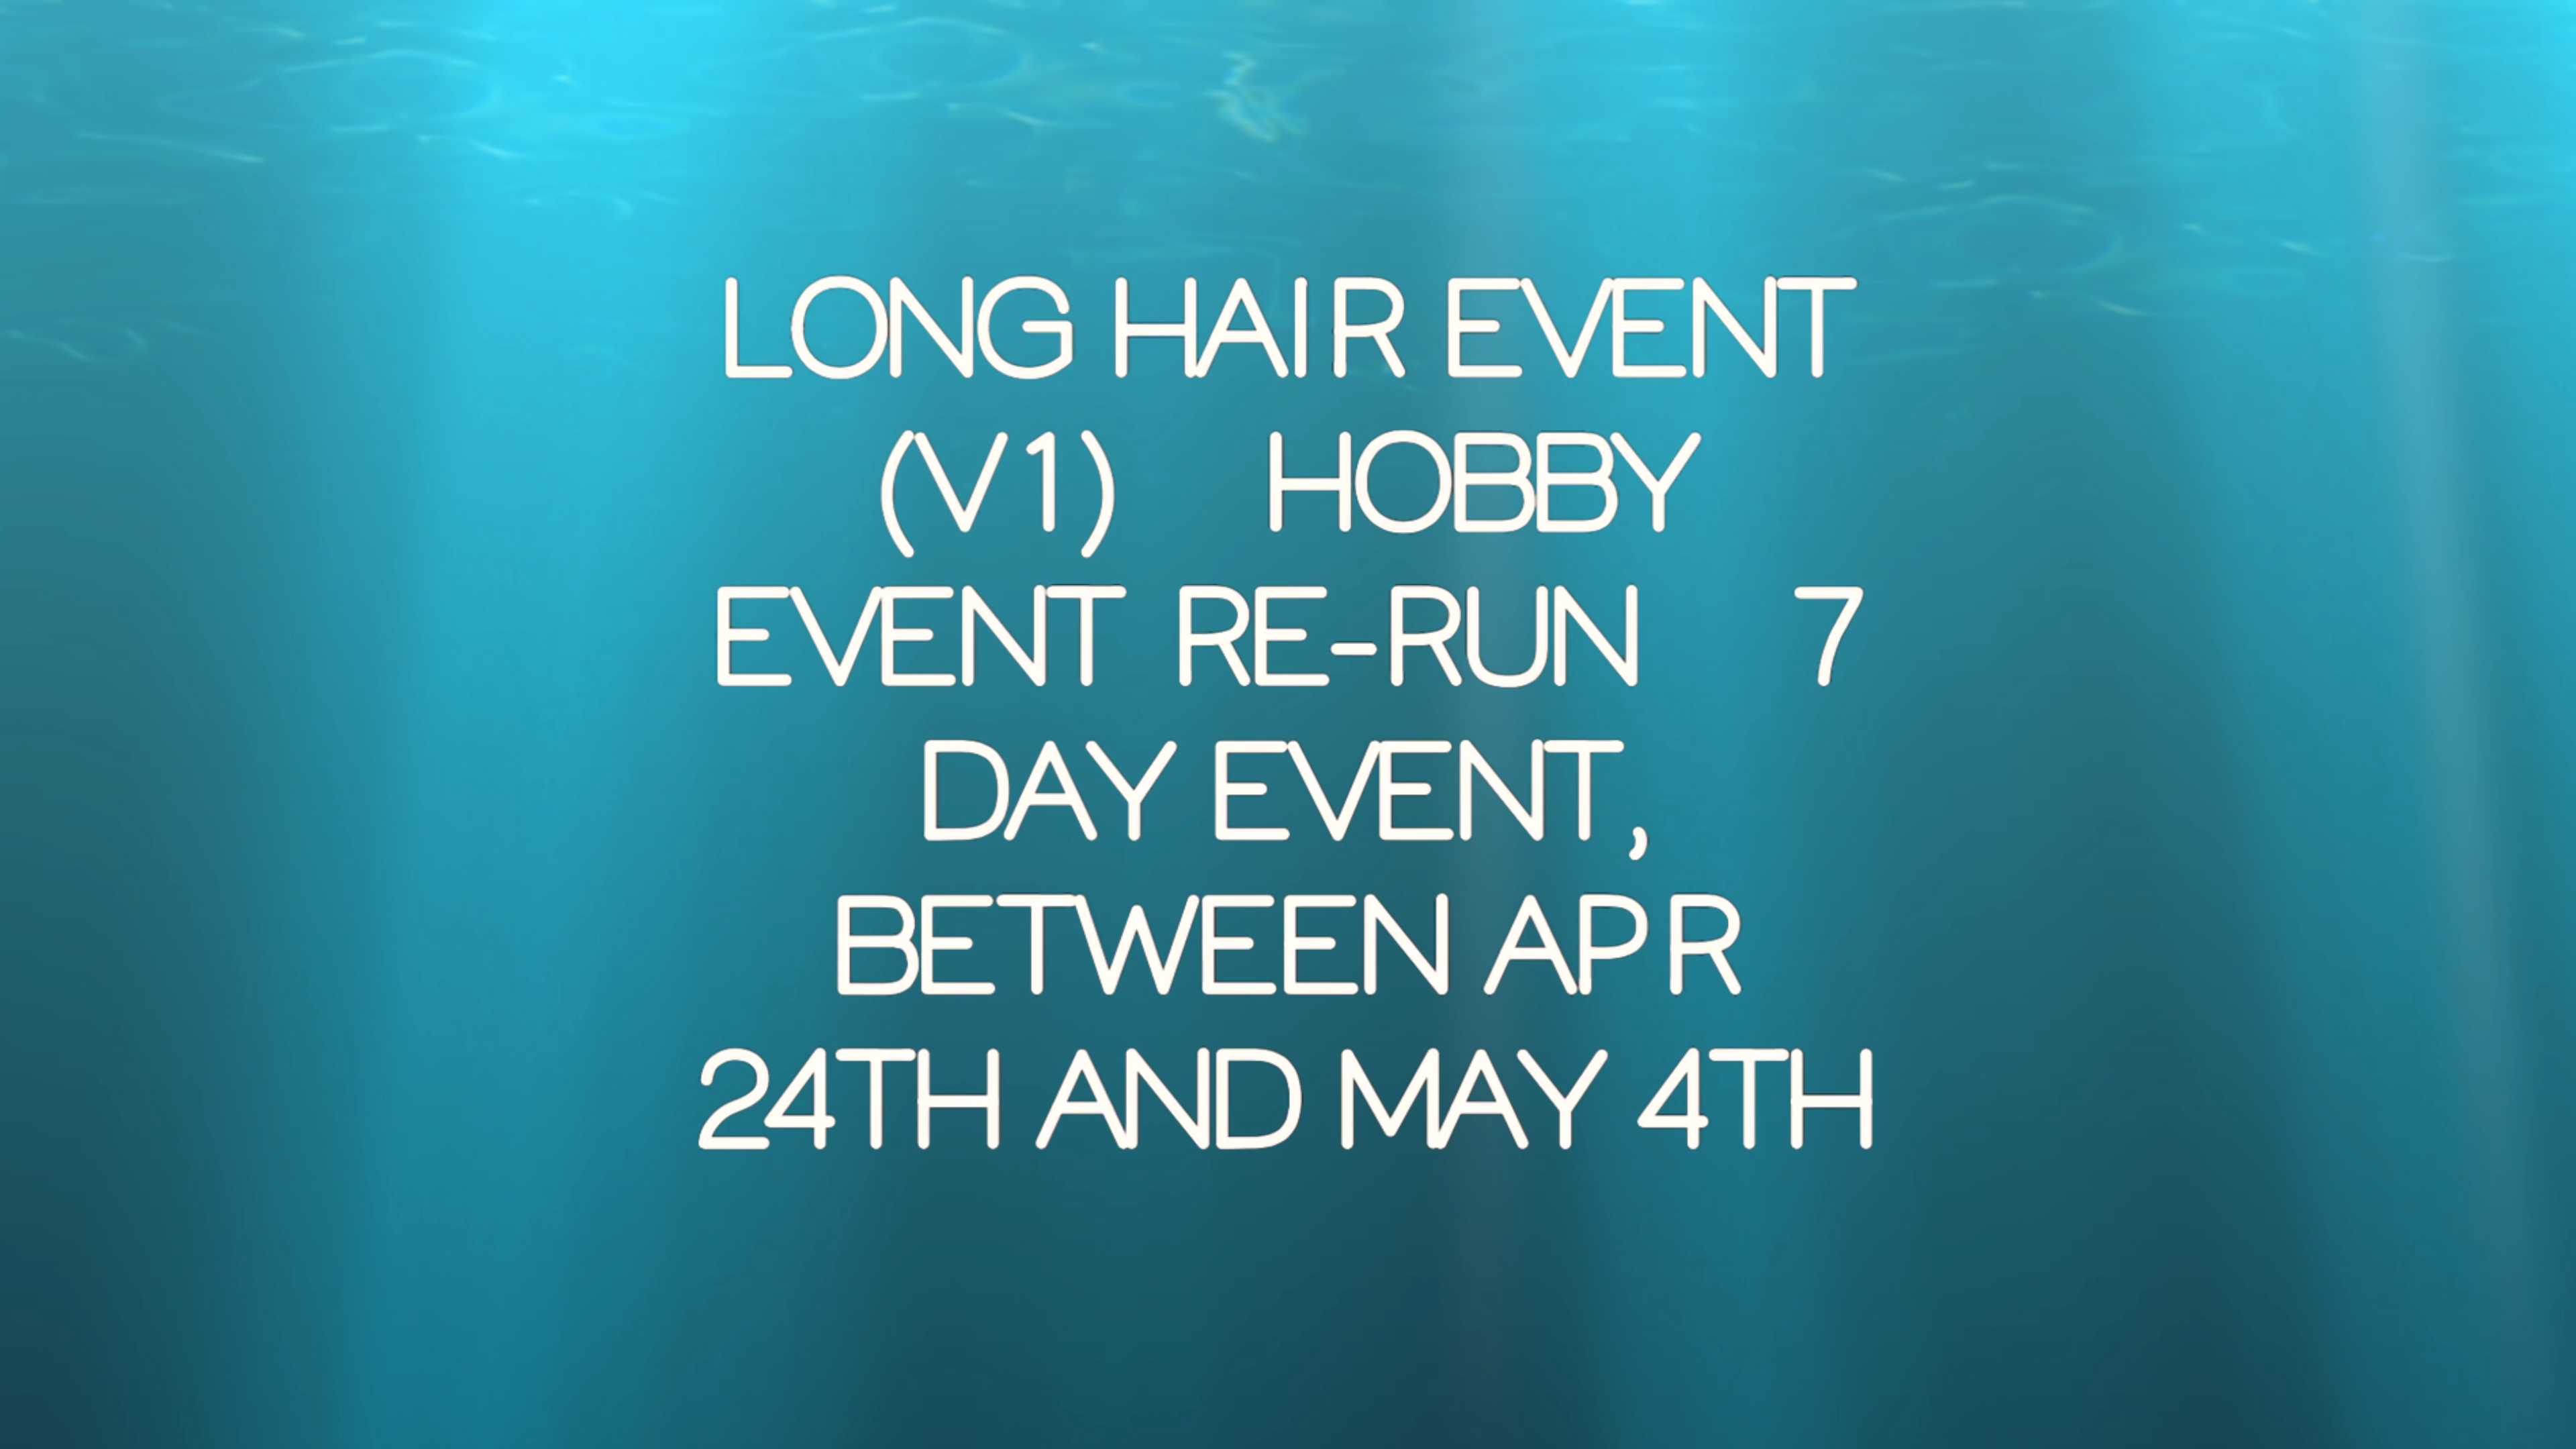 LONG HAIR EVENT
(V1) HOBBY
EVENT RE-RUN 7
DAY EVENT,
BETWEEN APR
24TH AND MAY 4TH